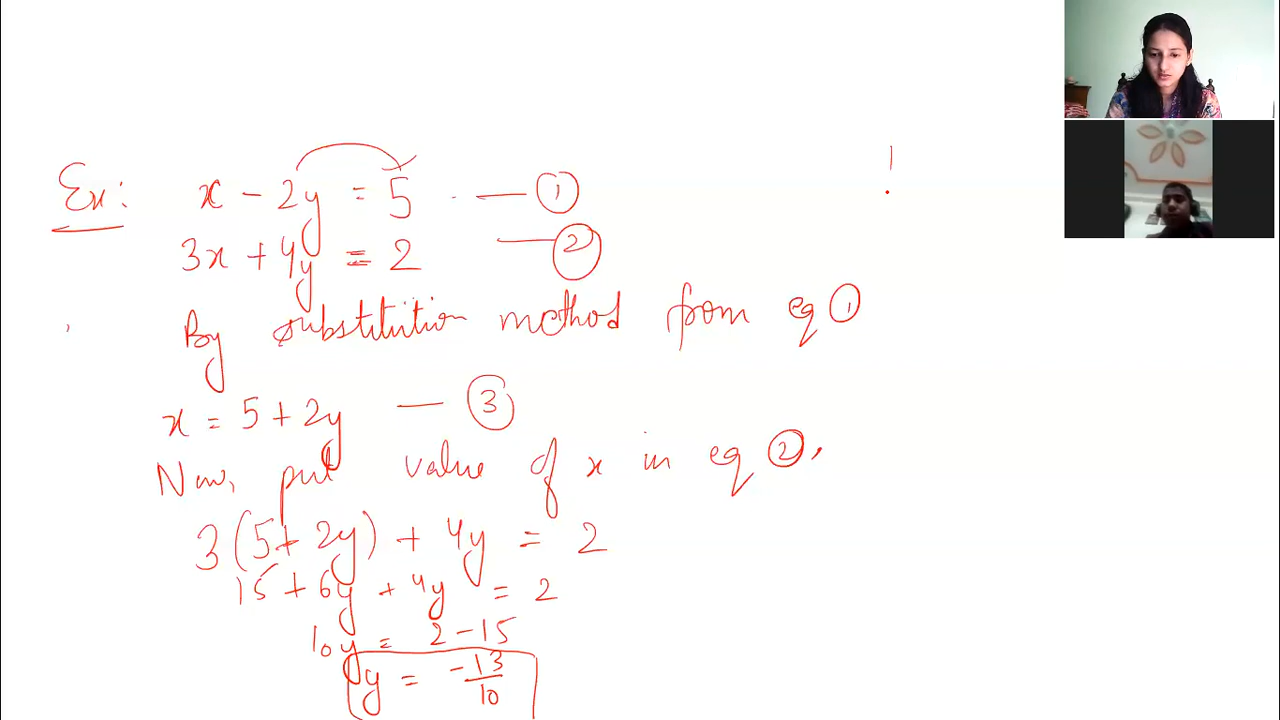 Ex: x - 2y = 5 — ①
3x + 4y = 2 — ②
By substitution method from eq ①
x = 5 + 2y — ③
Now, put value of x in eq ②,
3(5 + 2y) + 4y = 2
15 + 6y + 4y = 2
10y = 2 - 15
y = -13/10